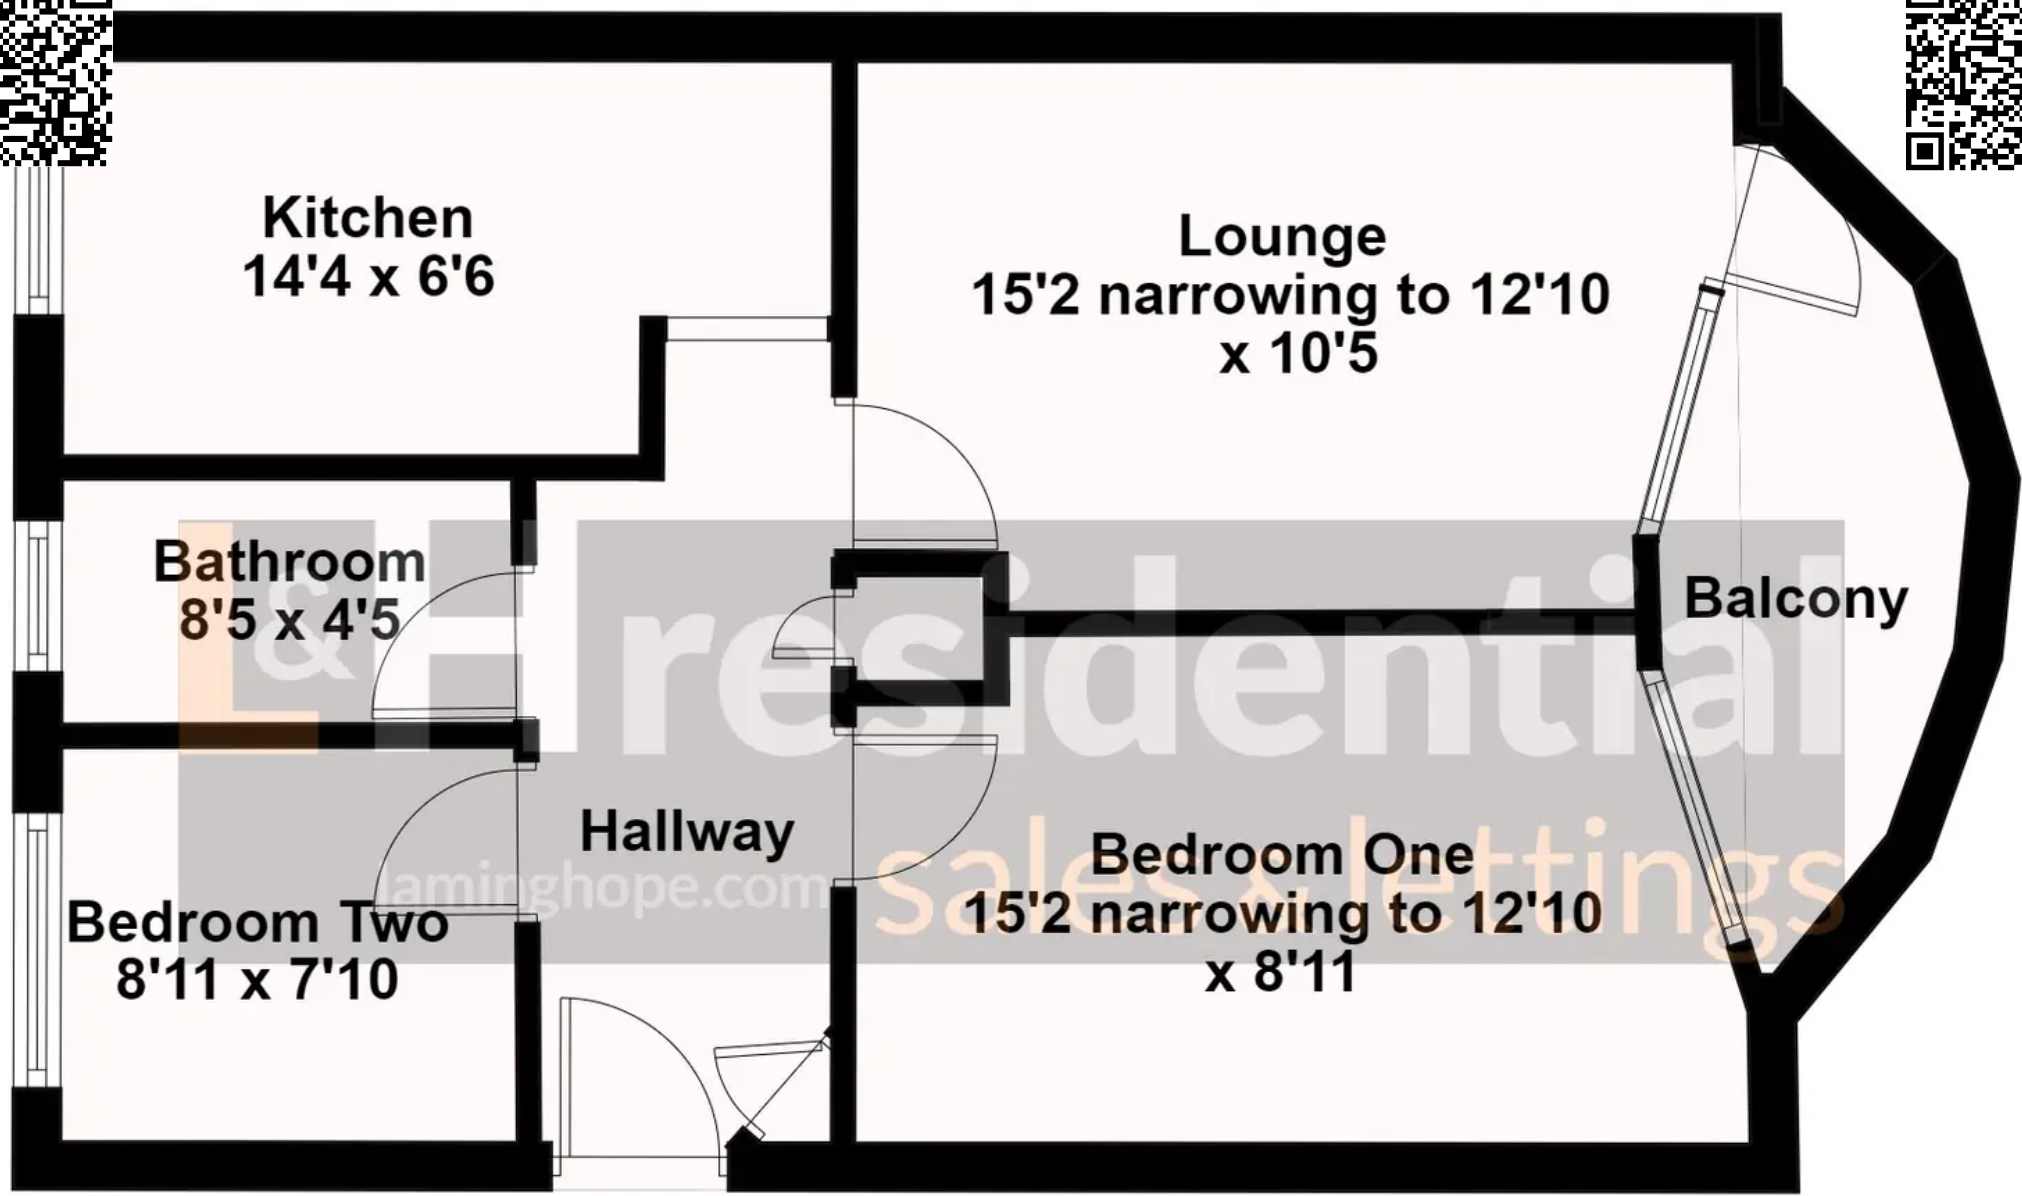 Kitchen
14'4 x 6'6
Lounge
15'2 narrowing to 12'10
x 10'5
Bathroom
8'5 x 4'5
Balcony
L&H residential
Hallway
laminghope.com
sales & lettings
Bedroom One
15'2 narrowing to 12'10
x 8'11
Bedroom Two
8'11 x 7'10